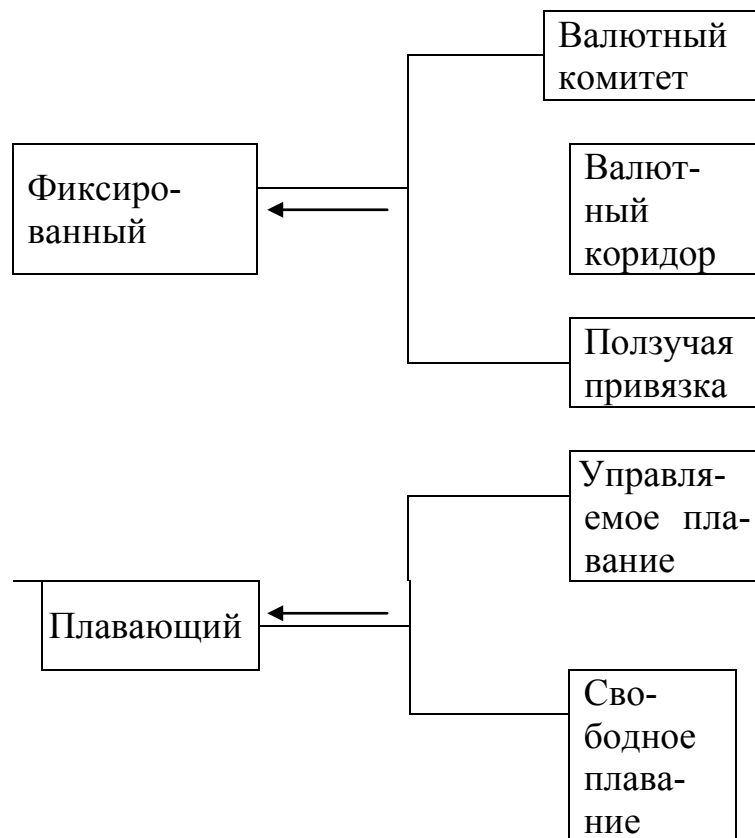 Валютный
комитет
Фиксиро-
ванный
Валют-
ный
коридор
Ползучая
привязка
Управля-
емое пла-
вание
Плавающий
Сво-
бодное
плава-
ние